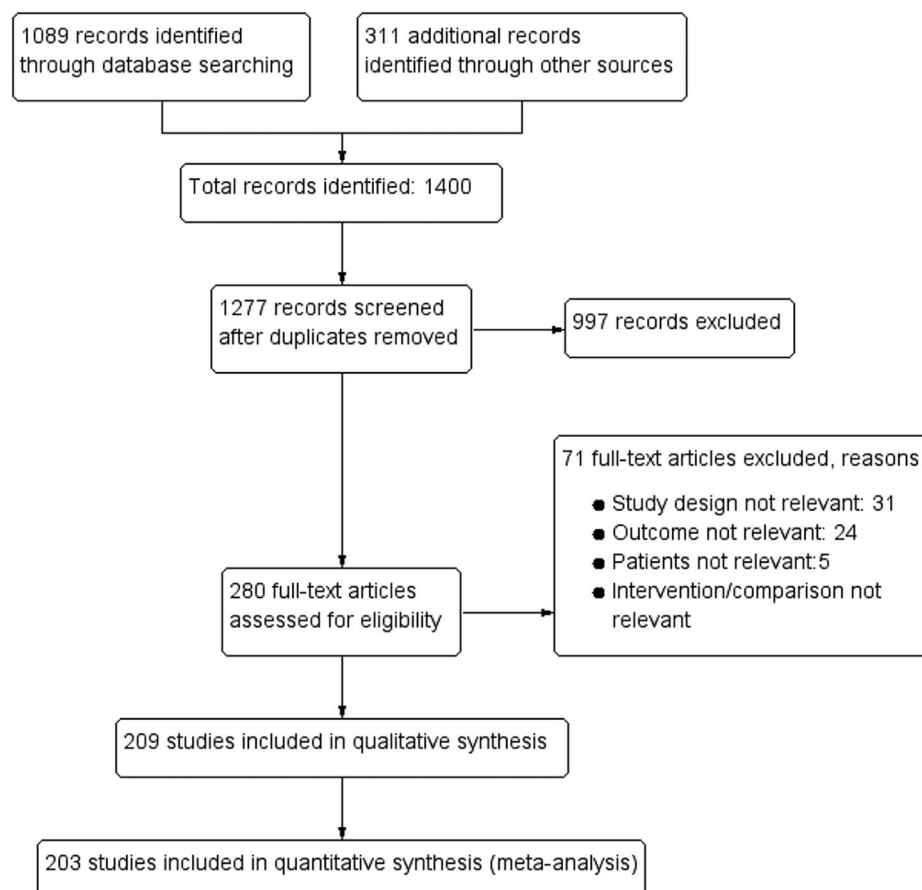 1089 records identified
through database searching
311 additional records
identified through other sources
Total records identified: 1400
1277 records screened
after duplicates removed
997 records excluded
71 full-text articles excluded, reasons
● Study design not relevant: 31
● Outcome not relevant: 24
● Patients not relevant:5
● Intervention/comparison not
relevant
280 full-text articles
assessed for eligibility
209 studies included in qualitative synthesis
203 studies included in quantitative synthesis (meta-analysis)